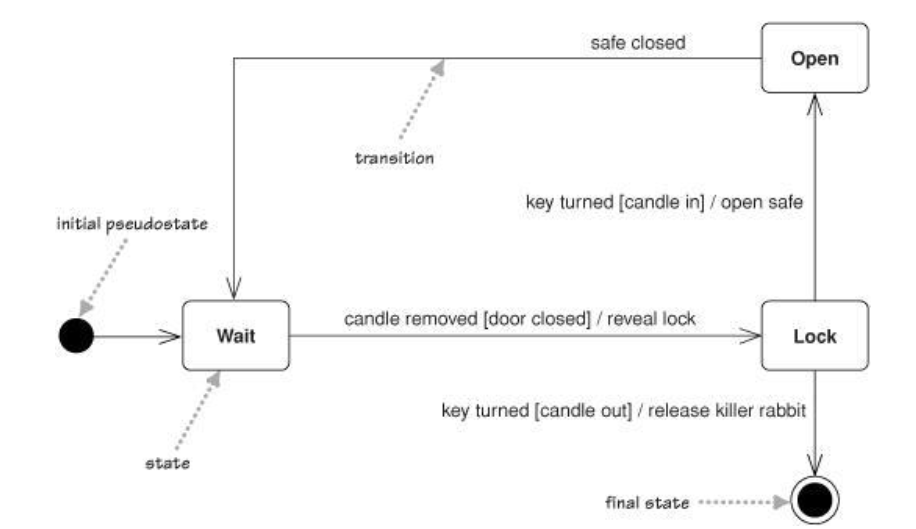 safe closed
Open
transition
key turned [candle in] / open safe
initial pseudostate
Wait
candle removed [door closed] / reveal lock
Lock
key turned [candle out] / release killer rabbit
state
final state